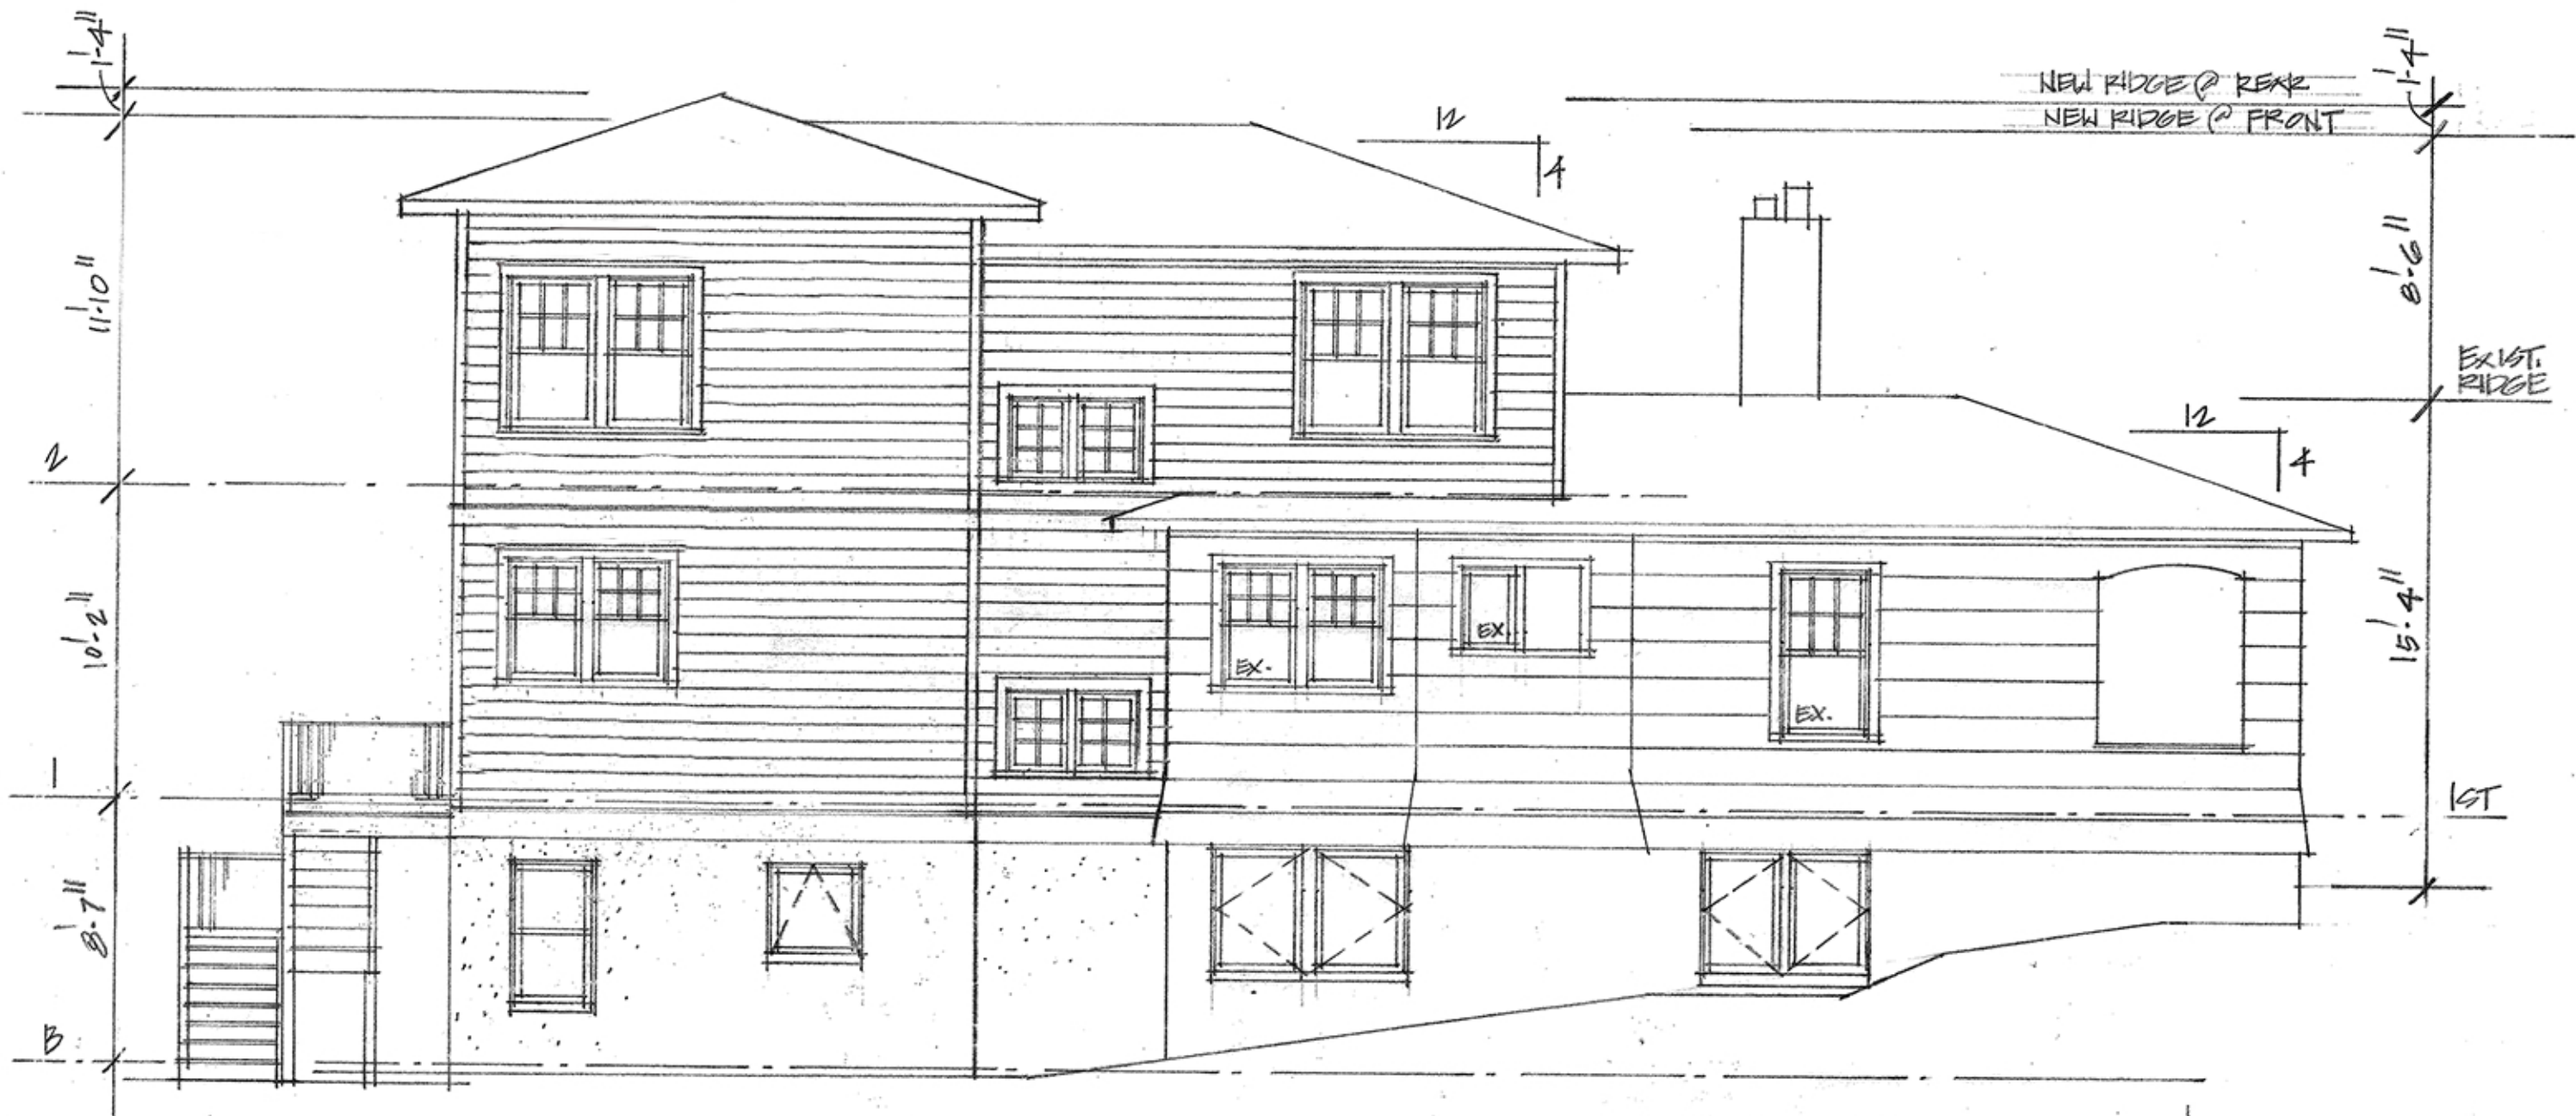 1'-4"
1'-4"
NEW RIDGE @ REAR
NEW RIDGE @ FRONT
12
4
11'-10"
8'-6"
EXIST.
RIDGE
12
4
2
10'-2"
15'-4"
EX.
EX.
EX.
1
1ST
8'-7"
B